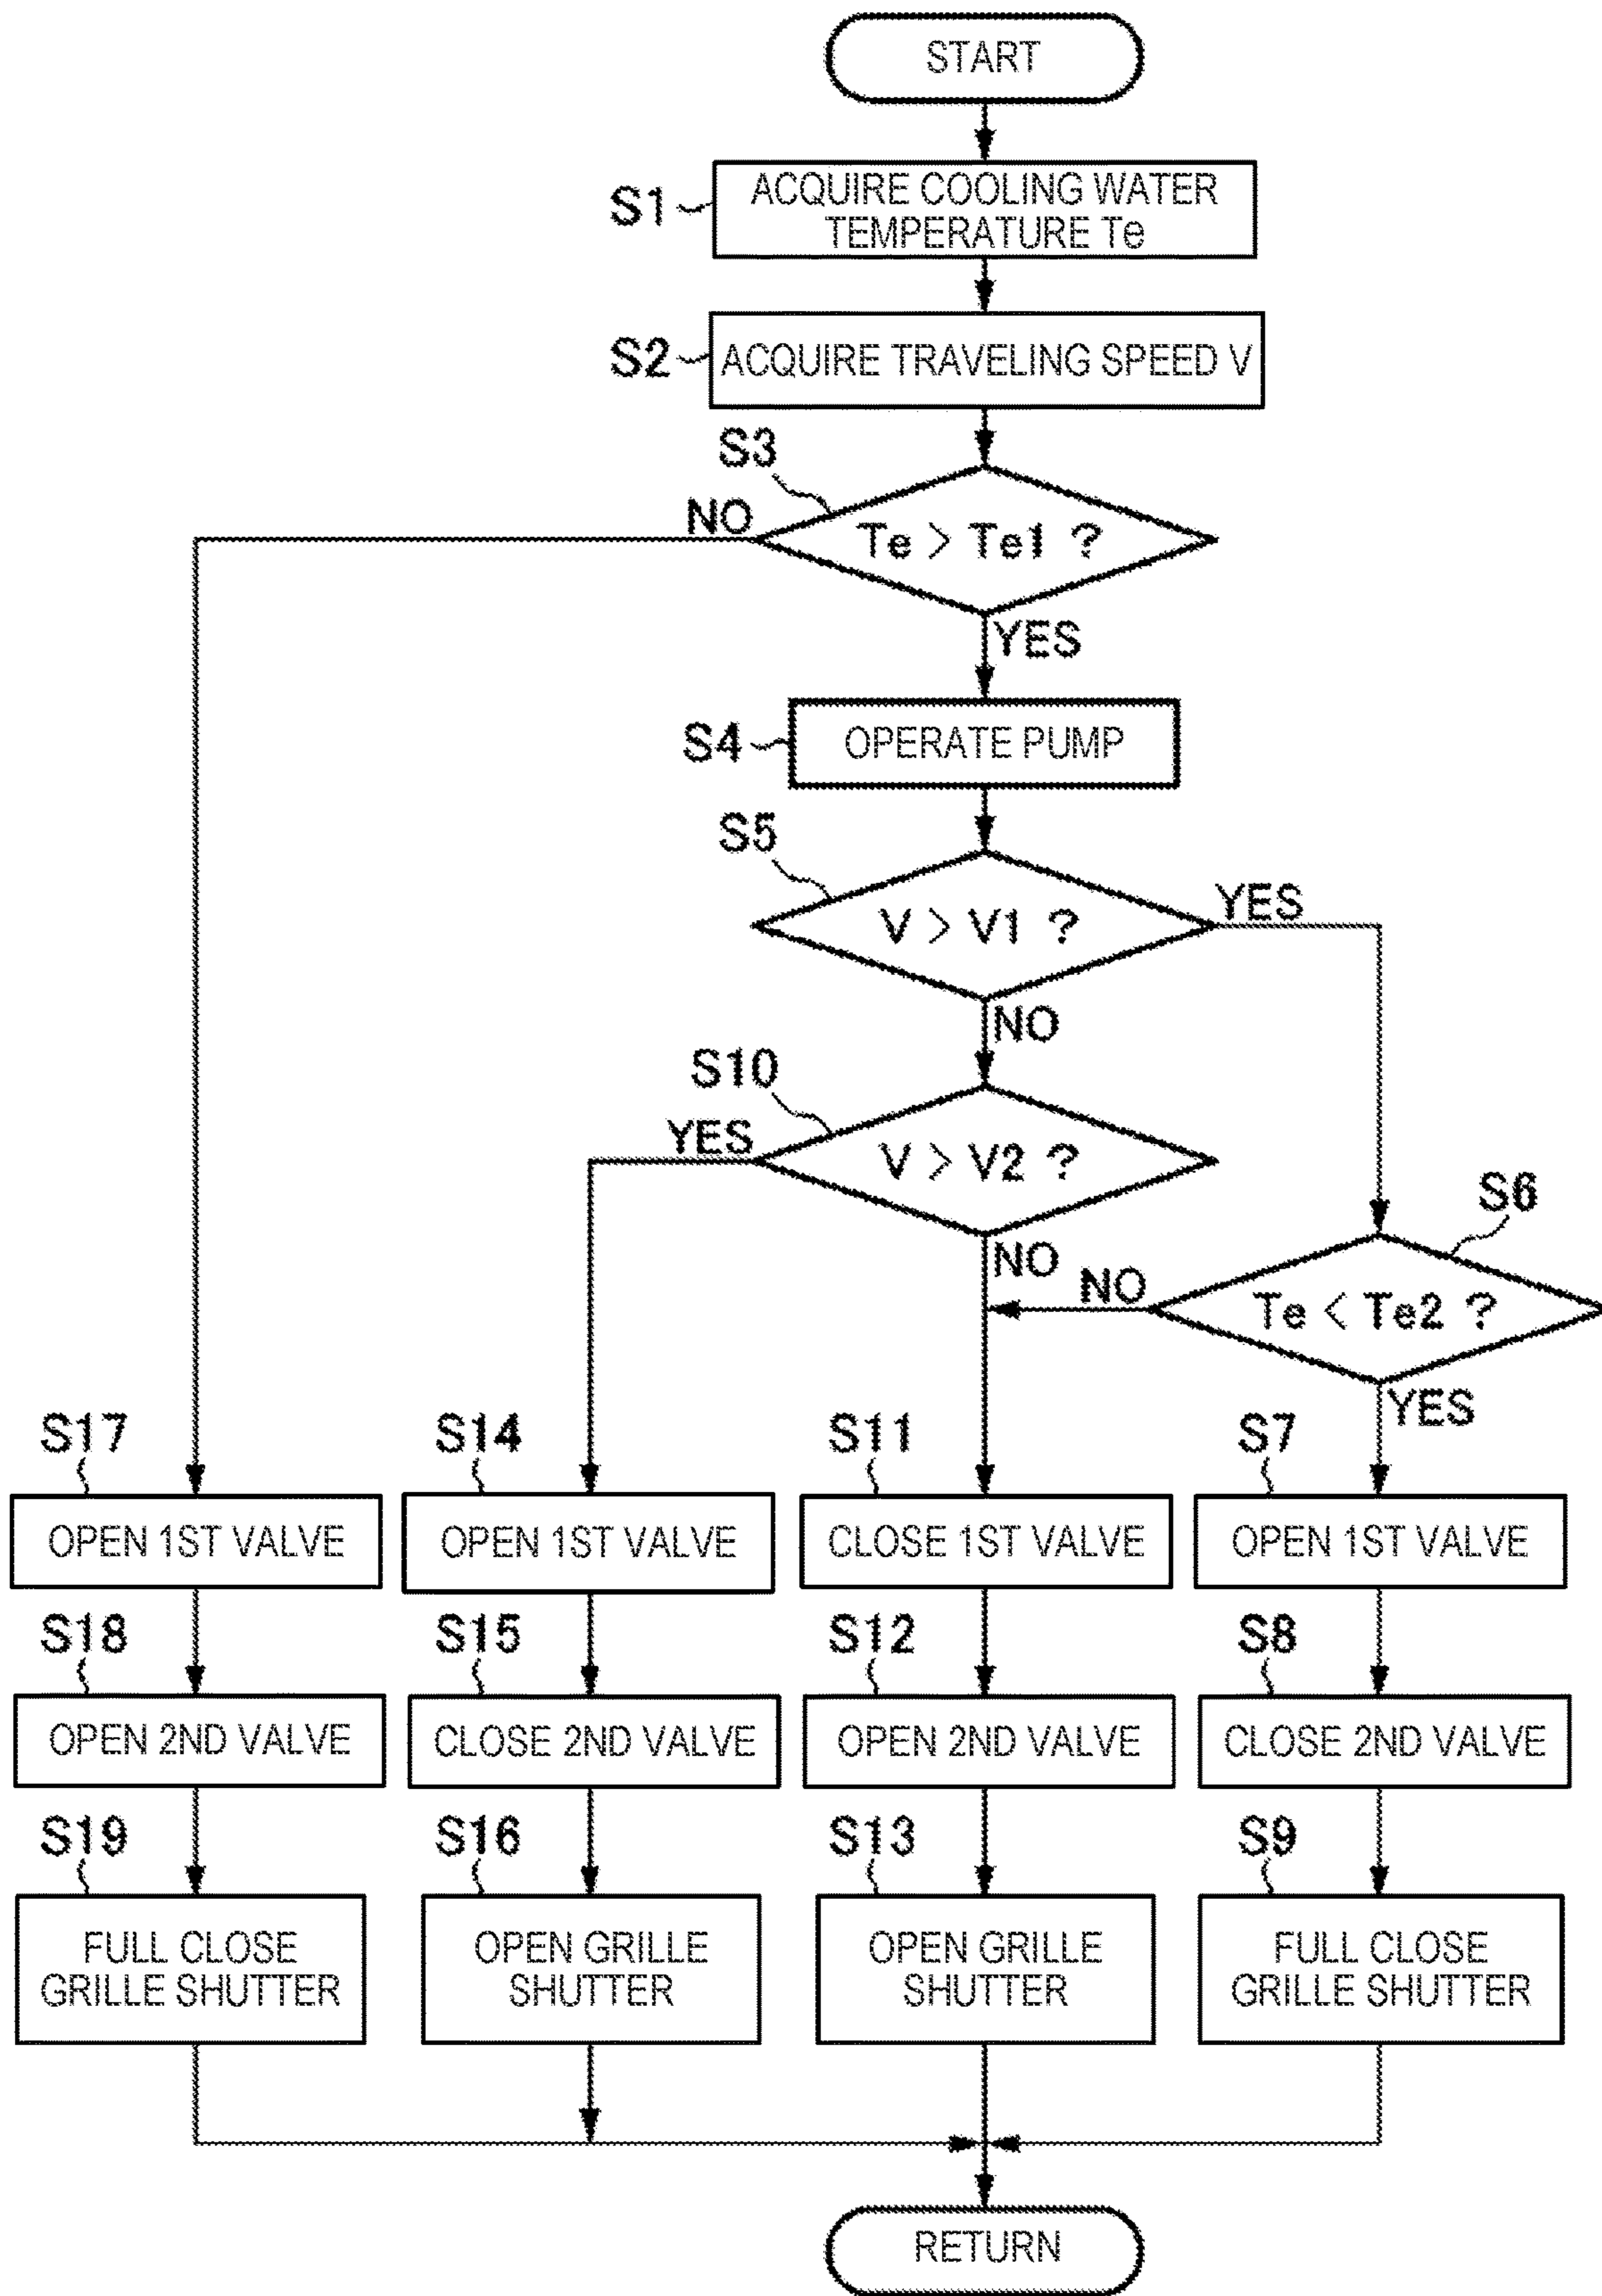 START
S1
ACQUIRE COOLING WATER
TEMPERATURE Te
S2
ACQUIRE TRAVELING SPEED V
S3
NO
Te > Te1 ?
YES
S4
OPERATE PUMP
S5
V > V1 ?
YES
NO
S10
YES
V > V2 ?
NO
S6
NO
Te < Te2 ?
YES
S17
S14
S11
S7
OPEN 1ST VALVE
OPEN 1ST VALVE
CLOSE 1ST VALVE
OPEN 1ST VALVE
S18
S15
S12
S8
OPEN 2ND VALVE
CLOSE 2ND VALVE
OPEN 2ND VALVE
CLOSE 2ND VALVE
S19
S16
S13
S9
FULL CLOSE
GRILLE SHUTTER
OPEN GRILLE
SHUTTER
OPEN GRILLE
SHUTTER
FULL CLOSE
GRILLE SHUTTER
RETURN